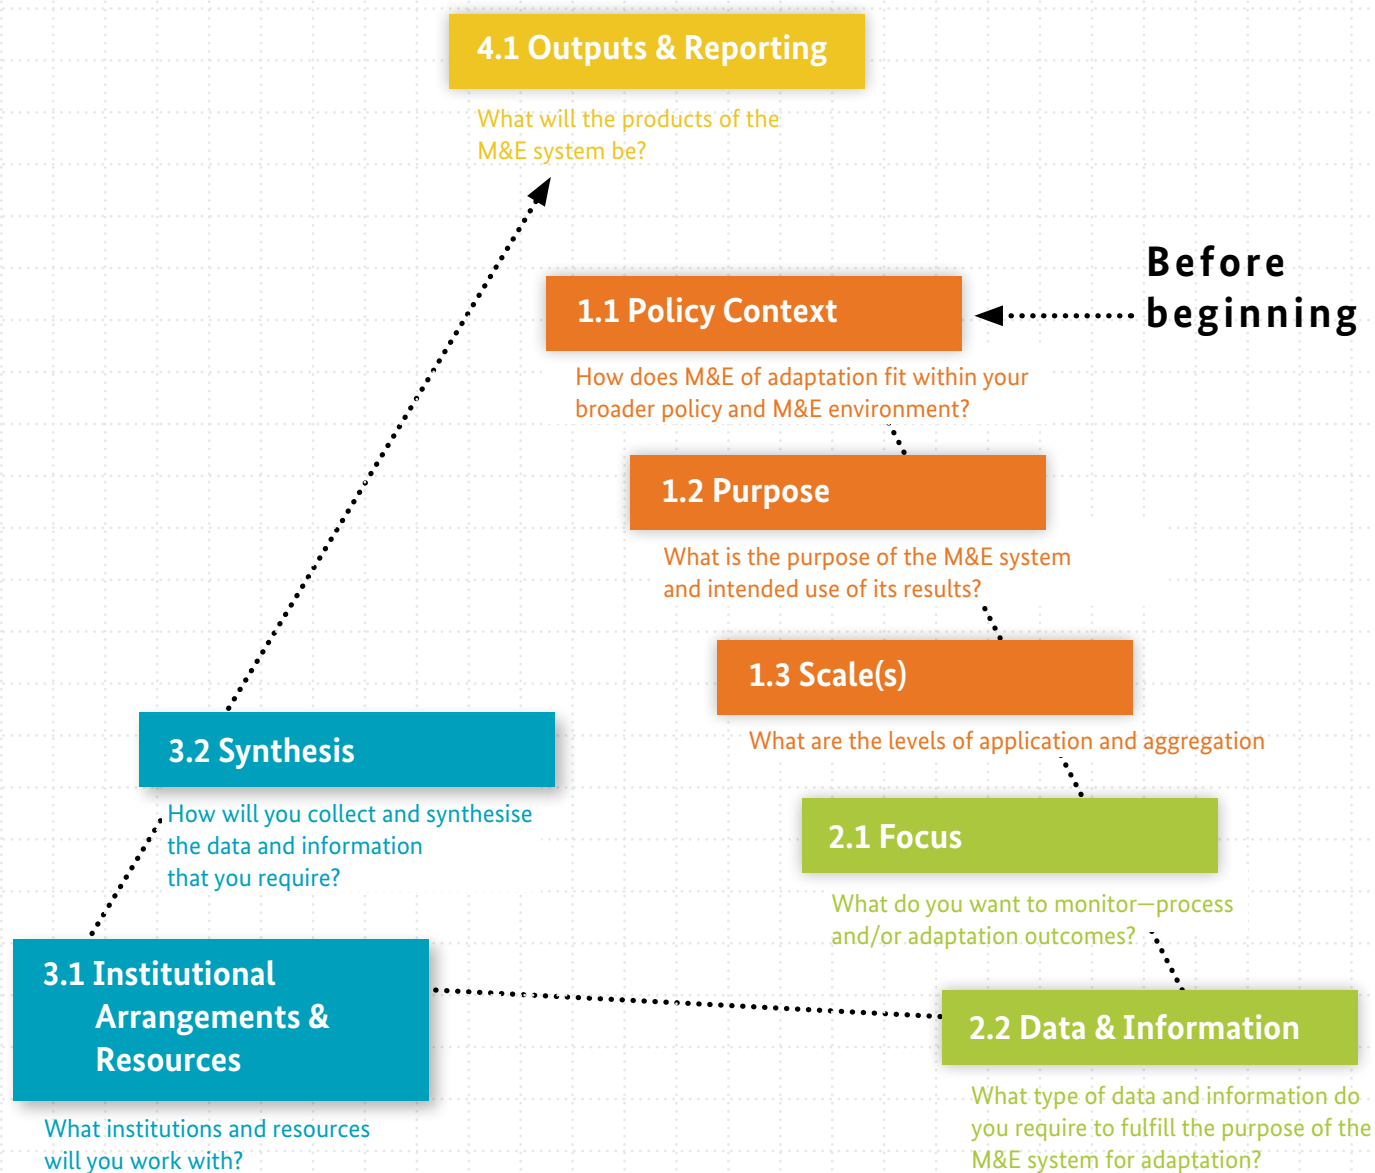 4.1 Outputs & Reporting
What will the products of the
M&E system be?
Before
beginning
1.1 Policy Context
How does M&E of adaptation fit within your
broader policy and M&E environment?
1.2 Purpose
What is the purpose of the M&E system
and intended use of its results?
1.3 Scale(s)
What are the levels of application and aggregation
2.1 Focus
What do you want to monitor—process
and/or adaptation outcomes?
2.2 Data & Information
What type of data and information do
you require to fulfill the purpose of the
M&E system for adaptation?
3.1 Institutional
Arrangements &
Resources
What institutions and resources
will you work with?
3.2 Synthesis
How will you collect and synthesise
the data and information
that you require?